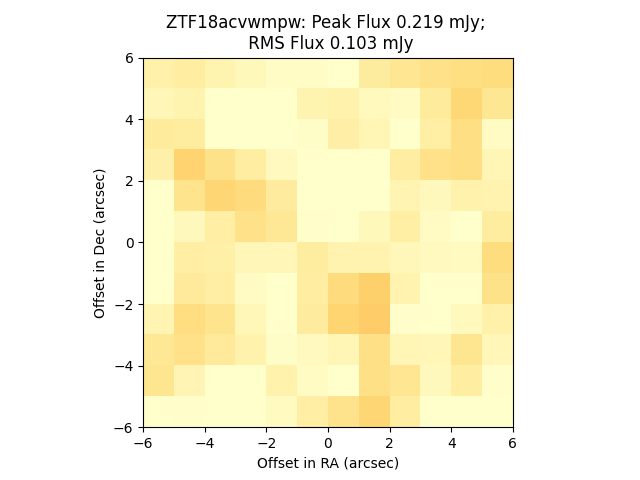 ZTF18acvwmpw: Peak Flux 0.219 mJy;
RMS Flux 0.103 mJy
6
4
2
0
−2
−4
−6
Offset in Dec (arcsec)
−6 −4 −2 0 2 4 6
Offset in RA (arcsec)